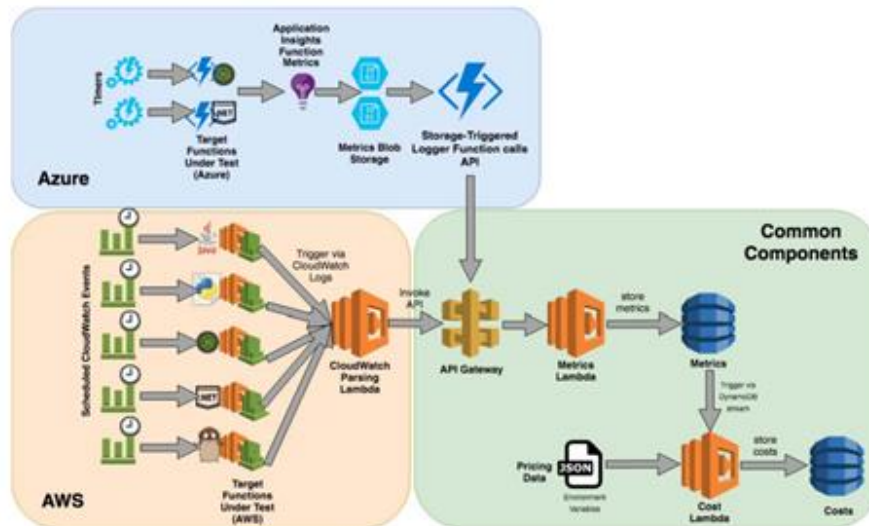 Application
Insights
Function
Metrics
Timers
.NET
Target
Functions
Under Test
(Azure)
Metrics Blob
Storage
Storage-Triggered
Logger Function calls
API
Azure
Scheduled CloudWatch Events
JAVA
.NET
Trigger via
CloudWatch
Logs
CloudWatch
Parsing
Lambda
Target
Functions
Under Test
(AWS)
AWS
Common
Components
Invoke
API
API Gateway
Metrics
Lambda
store
metrics
Metrics
Trigger via
DynamoDB
stream
Pricing
Data
JSON
Environment
Variables
Cost
Lambda
store
costs
Costs